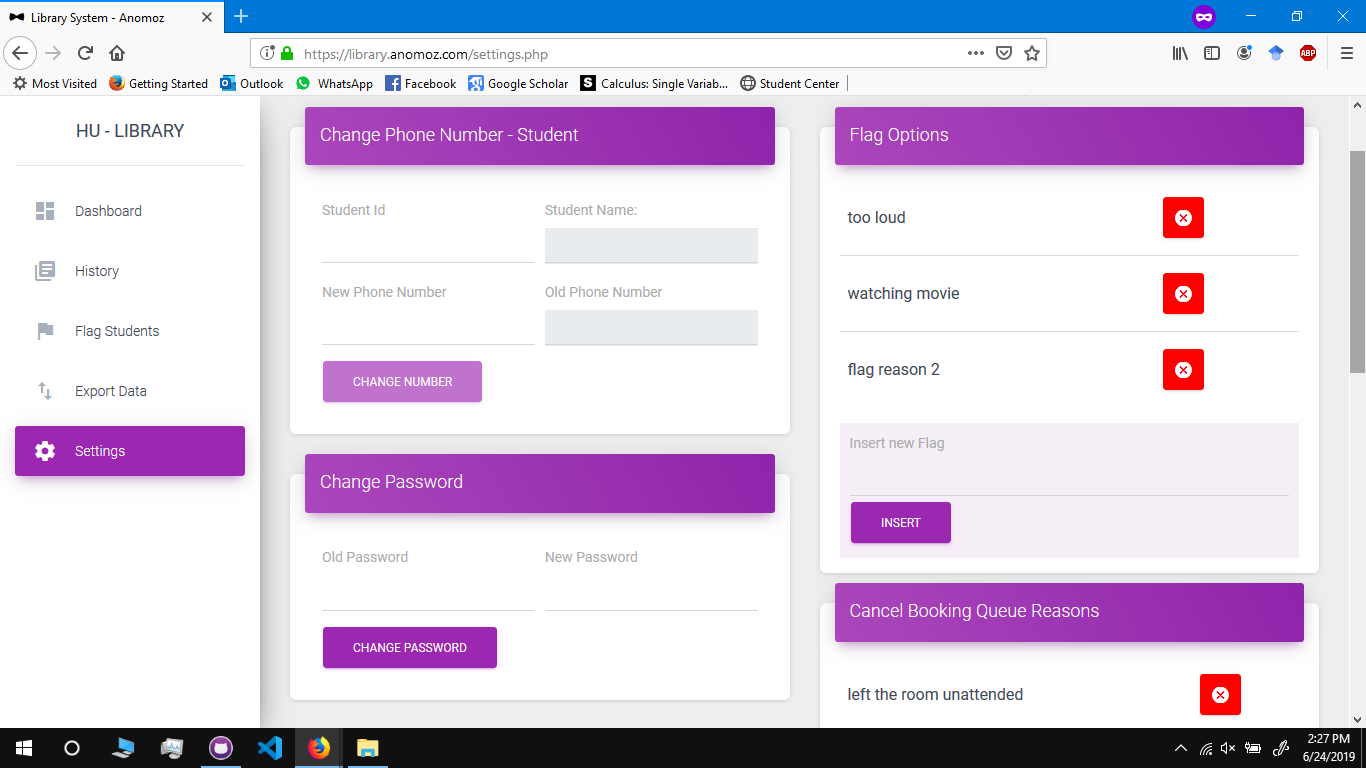 Library System - Anomoz
https://library.anomoz.com/settings.php
ABP
Most Visited
Getting Started
Outlook
WhatsApp
Facebook
Google Scholar
Calculus: Single Variab...
Student Center
HU - LIBRARY
Dashboard
History
Flag Students
Export Data
Settings
Change Phone Number - Student
Student Id
Student Name:
New Phone Number
Old Phone Number
CHANGE NUMBER
Change Password
Old Password
New Password
CHANGE PASSWORD
Flag Options
too loud
watching movie
flag reason 2
Insert new Flag
INSERT
Cancel Booking Queue Reasons
left the room unattended
2:27 PM
6/24/2019